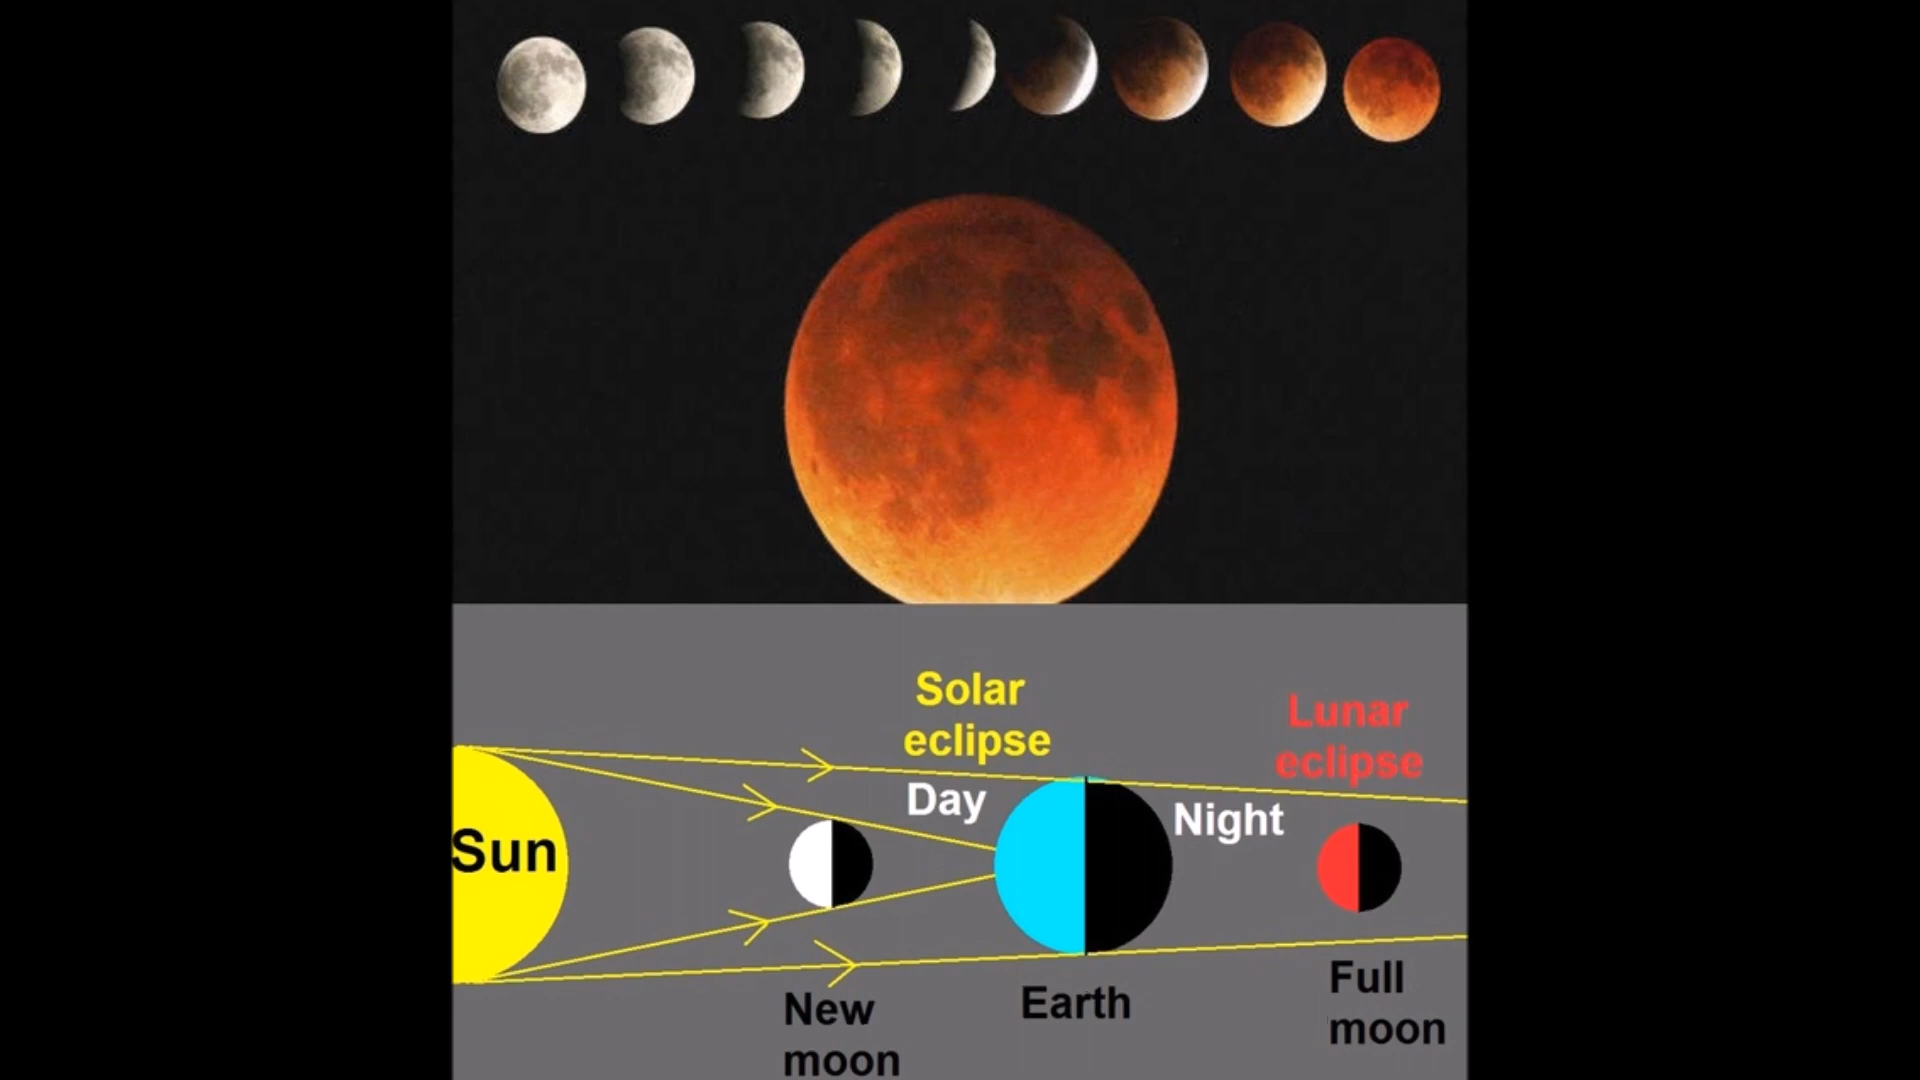 Solar
eclipse
Lunar
eclipse
Day
Night
Sun
New
moon
Earth
Full
moon